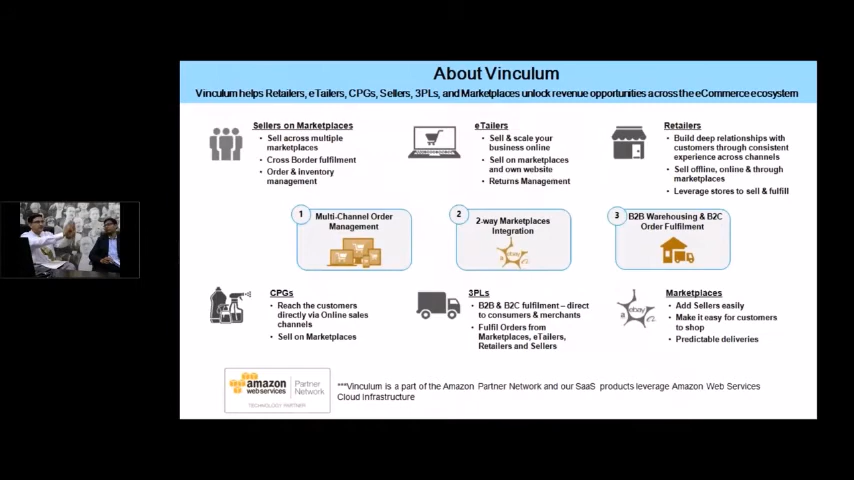 About Vinculum
Vinculum helps Retailers, eTailers, CPGs, Sellers, 3PLs, and Marketplaces unlock revenue opportunities across the eCommerce ecosystem
Sellers on Marketplaces
• Sell across multiple
marketplaces
• Cross Border fulfilment
• Order & inventory
management
eTailers
• Sell & scale your
business online
• Sell on marketplaces
and own website
• Returns Management
Retailers
• Build deep relationships with
customers through consistent
experience across channels
• Sell offline, online & through
marketplaces
• Leverage stores to sell & fulfill
1
Multi-Channel Order
Management
2
2-way Marketplaces
Integration
ebay
a
3
B2B Warehousing & B2C
Order Fulfilment
CPGs
• Reach the customers
directly via Online sales
channels
• Sell on Marketplaces
3PLs
• B2B & B2C fulfilment – direct
to consumers & merchants
• Fulfil Orders from
Marketplaces, eTailers,
Retailers and Sellers
ebay
a
Marketplaces
• Add Sellers easily
• Make it easy for customers
to shop
• Predictable deliveries
amazon
webservices
Partner
Network
TECHNOLOGY PARTNER
***Vinculum is a part of the Amazon Partner Network and our SaaS products leverage Amazon Web Services
Cloud Infrastructure